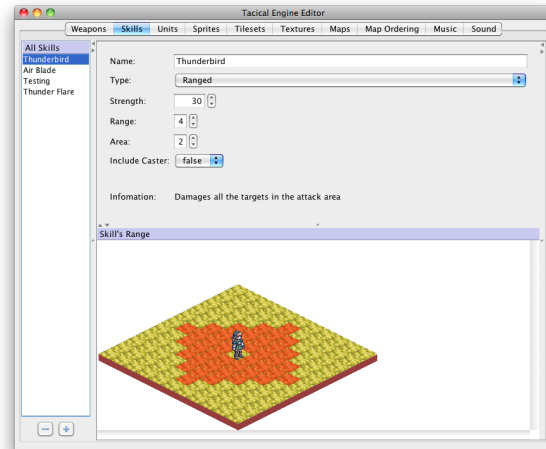 Tacical Engine Editor
Weapons Skills Units Sprites Tilesets Textures Maps Map Ordering Music Sound
All Skills
Thunderbird
Air Blade
Testing
Thunder Flare
Name: Thunderbird
Type: Ranged
Strength: 30
Range: 4
Area: 2
Include Caster: false
Infomation: Damages all the targets in the attack area
Skill's Range